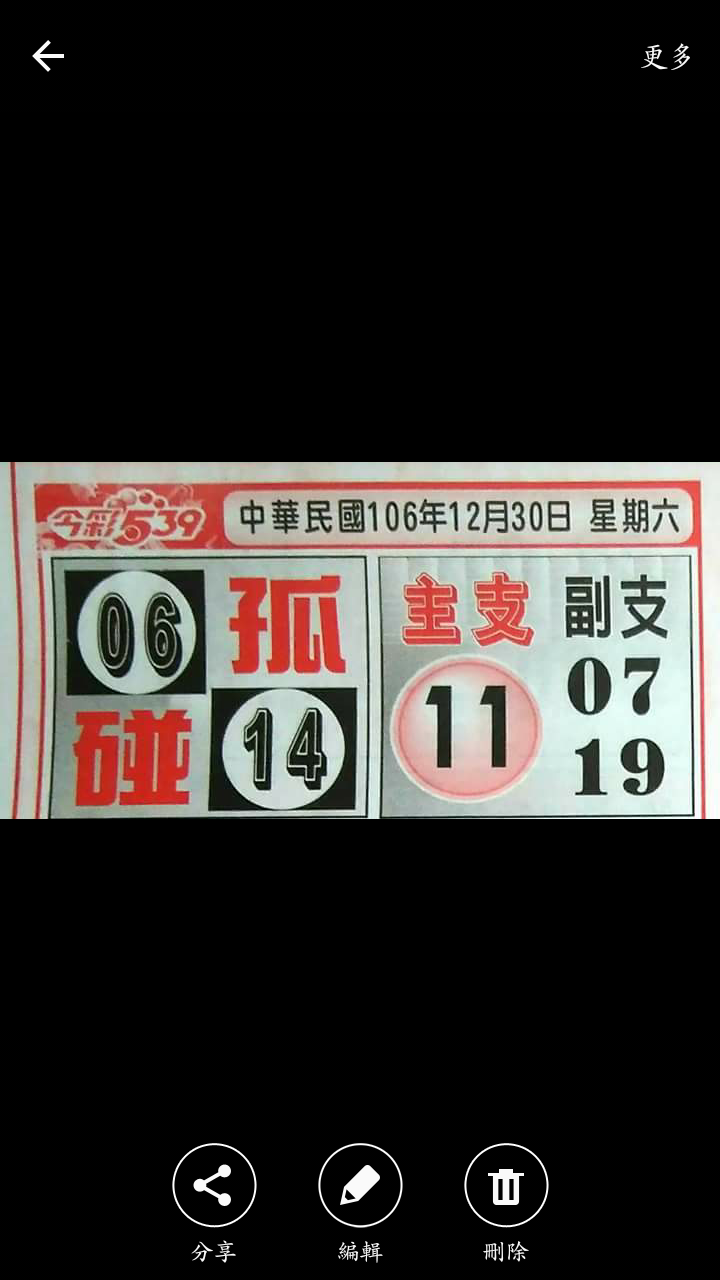 更多
今彩539 中華民國106年12月30日 星期六
06 孤
碰 14
主支 副支
11 07
19
分享 編輯 刪除